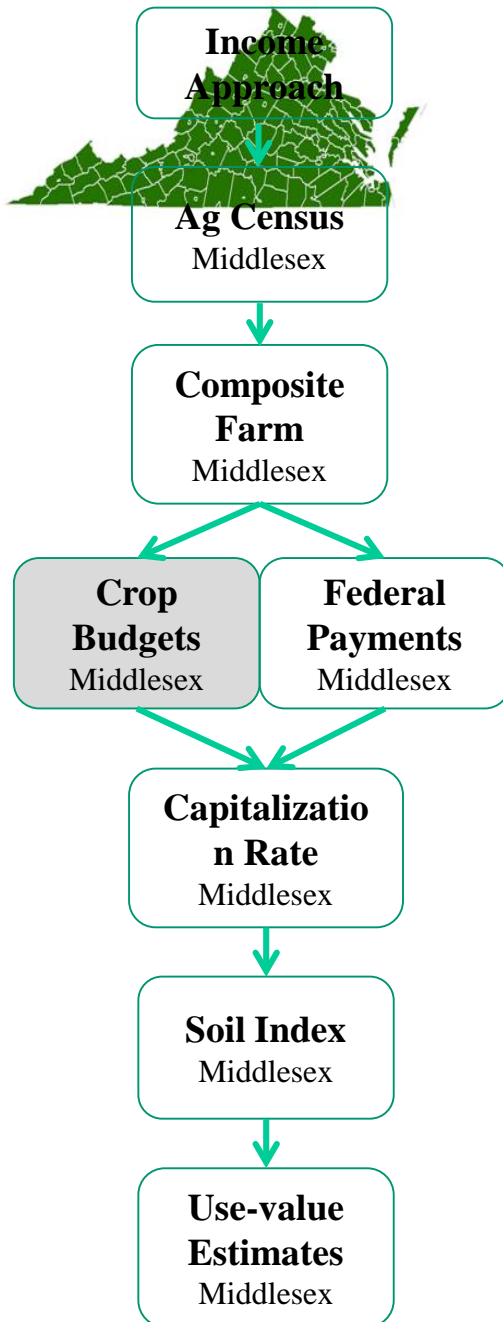 Income
Approach
Ag Census
Middlesex
Composite
Farm
Middlesex
Crop
Budgets
Middlesex
Federal
Payments
Middlesex
Capitalizatio
n Rate
Middlesex
Soil Index
Middlesex
Use-value
Estimates
Middlesex